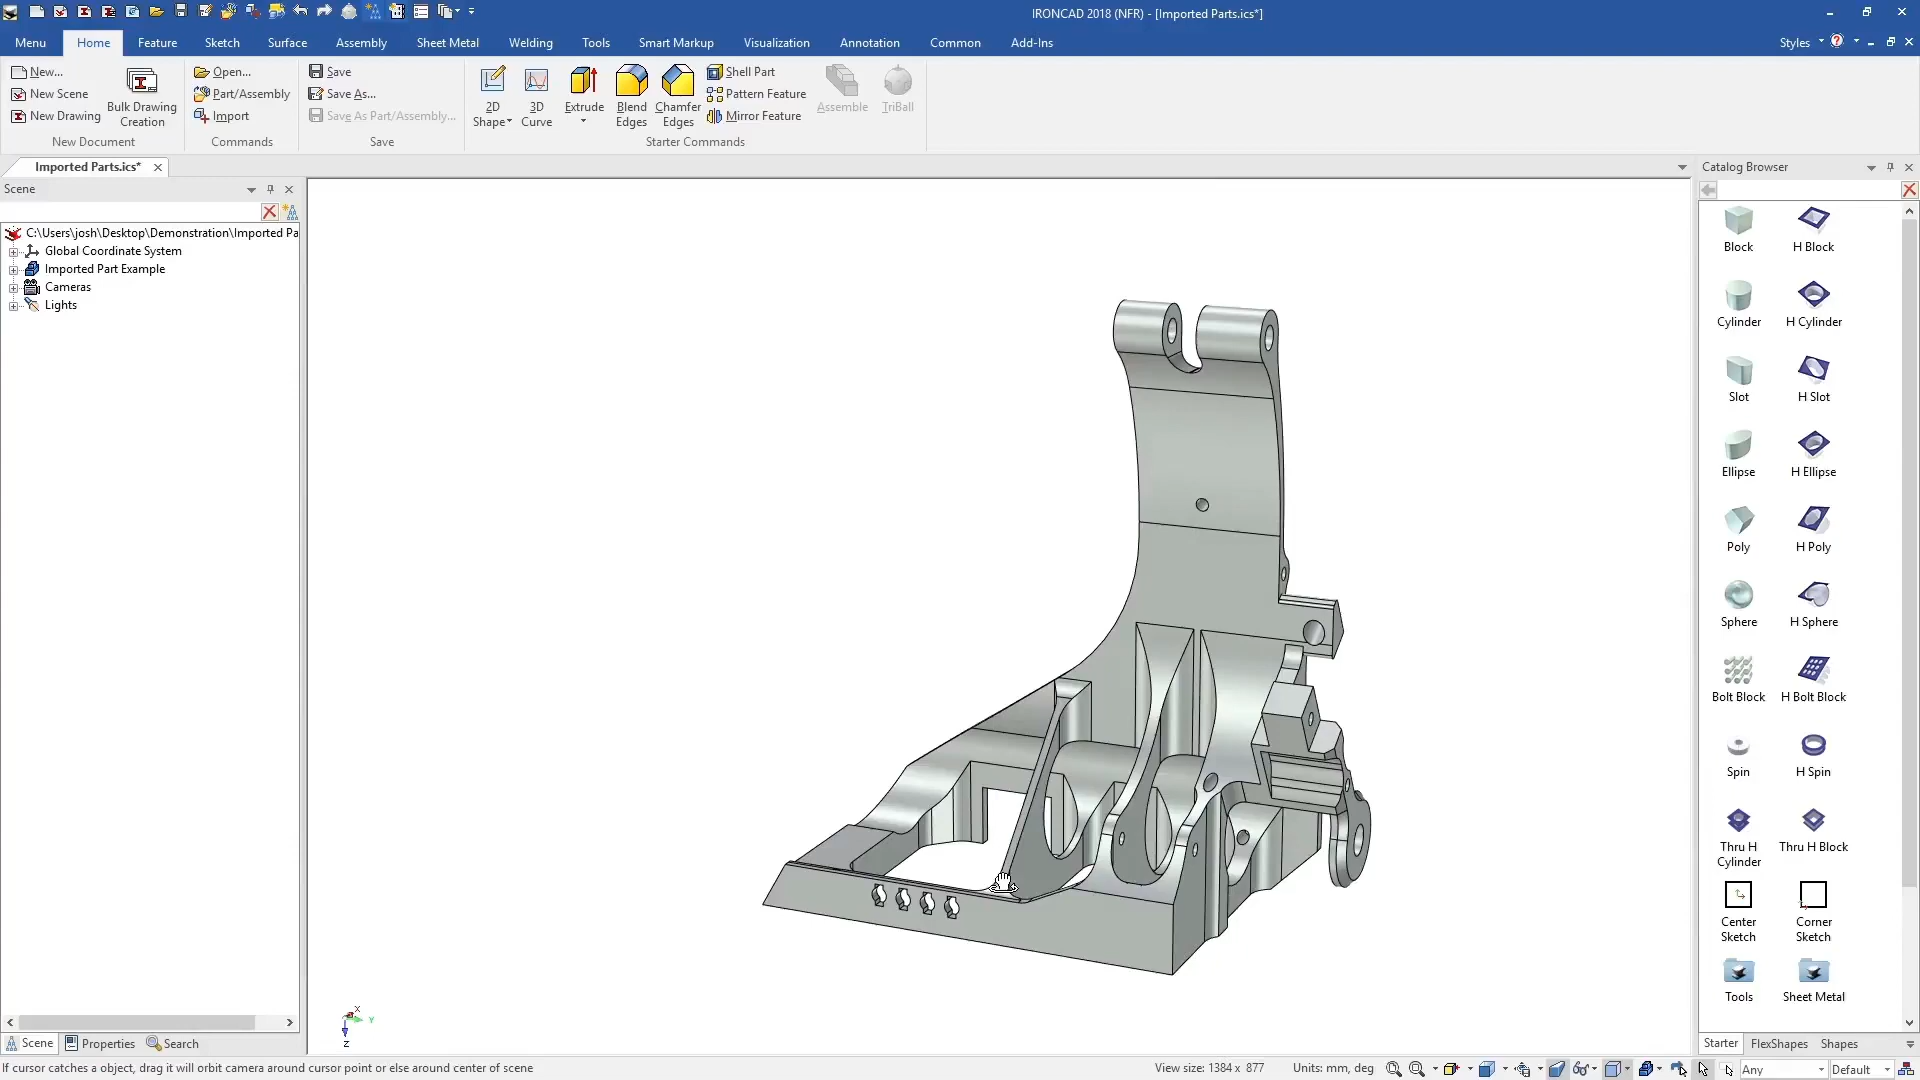 IRONCAD 2018 (NFR) - [Imported Parts.ics*]
Menu Home Feature Sketch Surface Assembly Sheet Metal Welding Tools Smart Markup Visualization Annotation Common Add-Ins Styles
New...
New Scene
New Drawing
Bulk Drawing
Creation
New Document
Open...
Part/Assembly
Import
Commands
Save
Save As...
Save As Part/Assembly...
Save
2D
Shape
3D
Curve
Extrude
Blend
Edges
Chamfer
Edges
Shell Part
Pattern Feature
Mirror Feature
Assemble
TriBall
Starter Commands
Imported Parts.ics*
Scene
C:\Users\josh\Desktop\Demonstration\Imported Pa
Global Coordinate System
Imported Part Example
Cameras
Lights
X
Y
Z
Catalog Browser
Block H Block
Cylinder H Cylinder
Slot H Slot
Ellipse H Ellipse
Poly H Poly
Sphere H Sphere
Bolt Block H Bolt Block
Spin H Spin
Thru H
Cylinder
Thru H Block
Center
Sketch
Corner
Sketch
Tools Sheet Metal
Scene Properties Search
Starter FlexShapes Shapes
If cursor catches a object, drag it will orbit camera around cursor point or else around center of scene
View size: 1384 x 877
Units: mm, deg
Any
Default